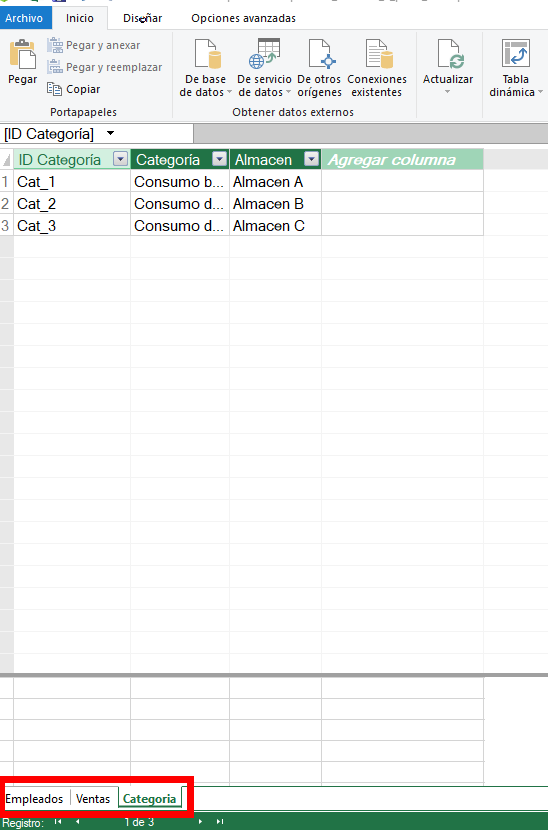 Archivo Inicio Diseñar Opciones avanzadas
Pegar
Pegar y anexar
Pegar y reemplazar
Copiar
Portapapeles
De base de datos
De servicio de datos
De otros orígenes
Conexiones existentes
Obtener datos externos
Actualizar
Tabla dinámica
[ID Categoría]
ID Categoría Categoría Almacen Agregar columna
1 Cat_1 Consumo b... Almacen A
2 Cat_2 Consumo d... Almacen B
3 Cat_3 Consumo d... Almacen C
Empleados Ventas Categoria
Registro: 1 de 3